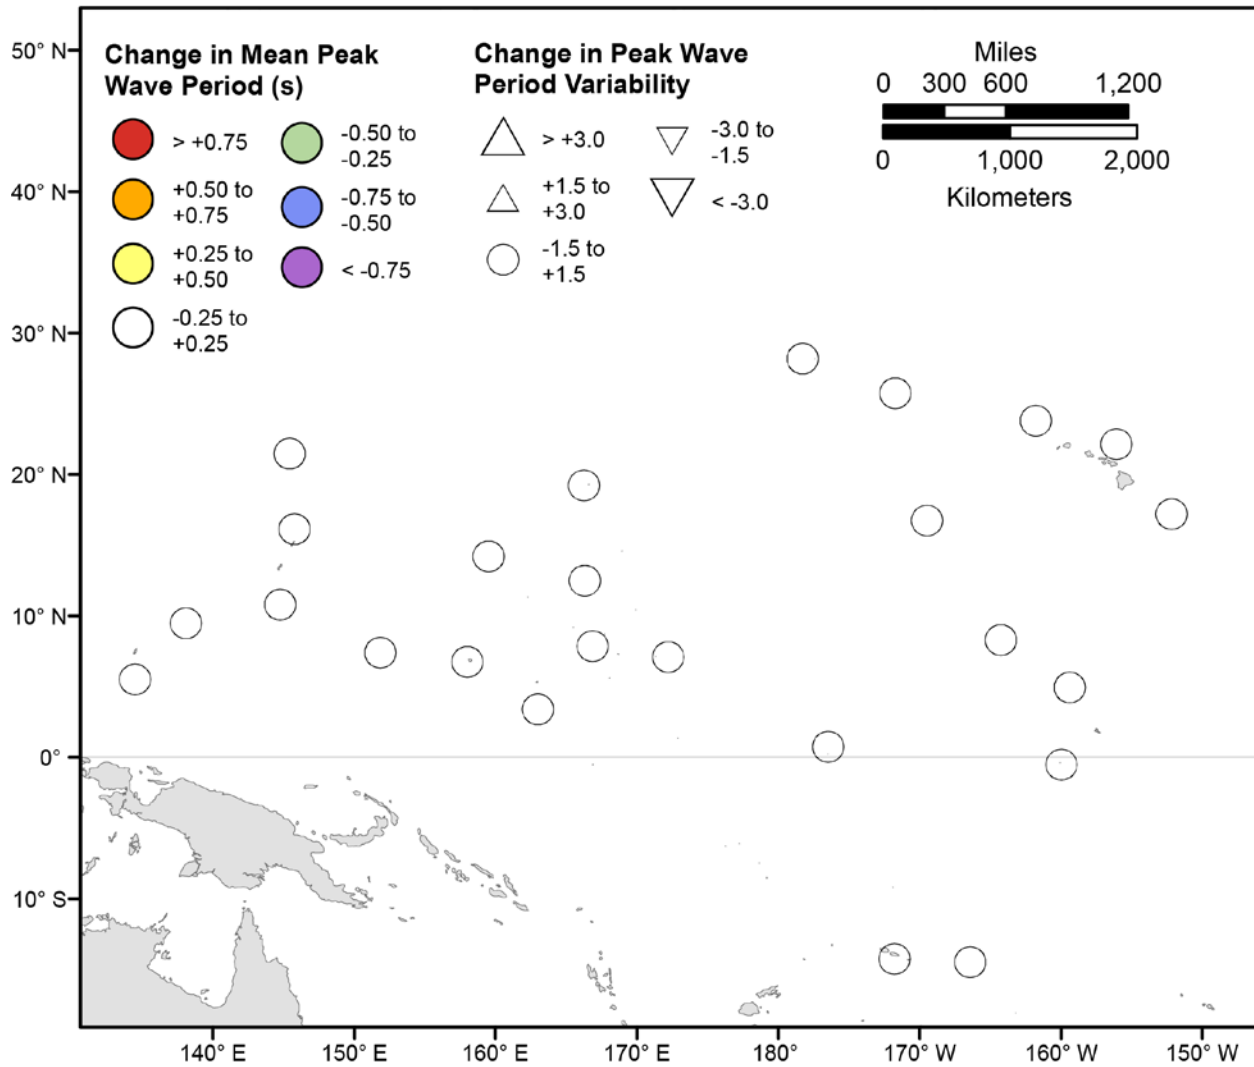 Change in Mean Peak
Wave Period (s)
> +0.75
+0.50 to
+0.75
+0.25 to
+0.50
-0.25 to
+0.25
-0.50 to
-0.25
-0.75 to
-0.50
< -0.75
Change in Peak Wave
Period Variability
> +3.0
+1.5 to
+3.0
-1.5 to
+1.5
-3.0 to
-1.5
< -3.0
Miles
0 300 600 1,200
0 1,000 2,000
Kilometers
50° N
40° N
30° N
20° N
10° N
0°
10° S
140° E 150° E 160° E 170° E 180° 170° W 160° W 150° W